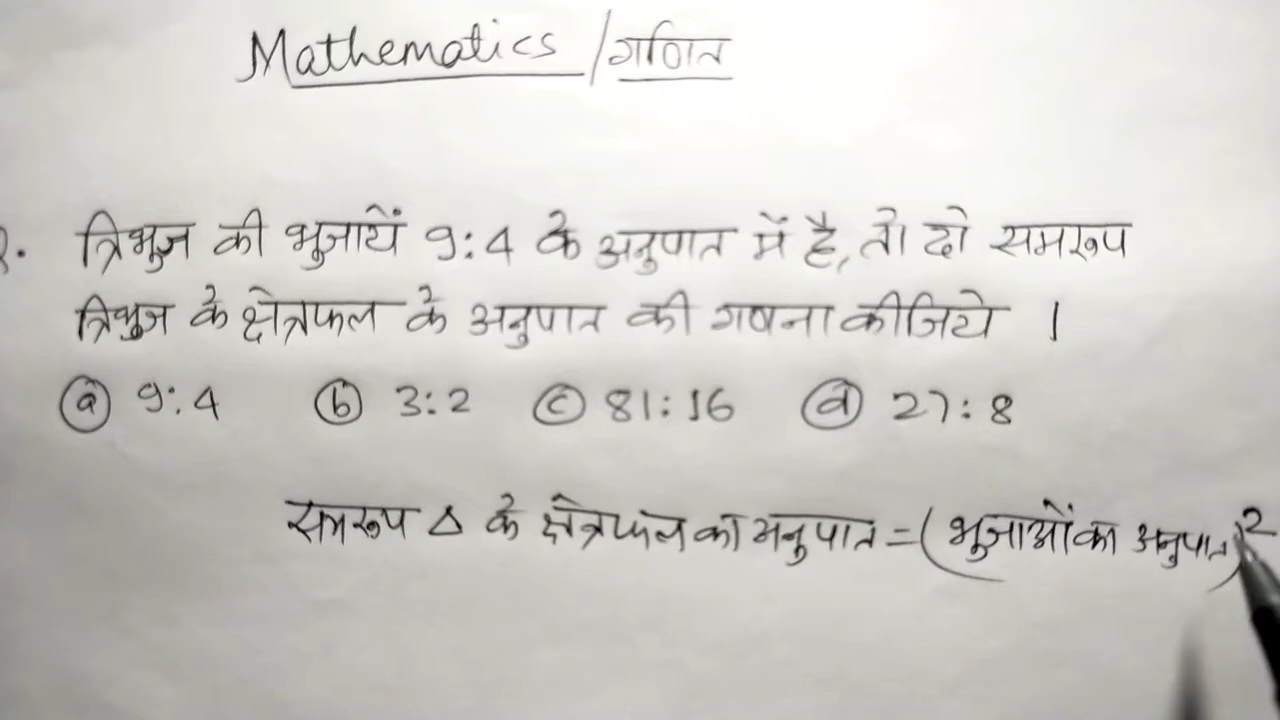 Mathematics / गणित
त्रिभुज की भुजायें 9:4 के अनुपात में है, तो दो समरूप
त्रिभुज के क्षेत्रफल के अनुपात की गषना कीजिये ।
ⓐ 9:4 ⓑ 3:2 ⓒ 81:16 ⓓ 27:8
समरूप Δ के क्षेत्रफल का अनुपात = (भुजाओं का अनुपात)²